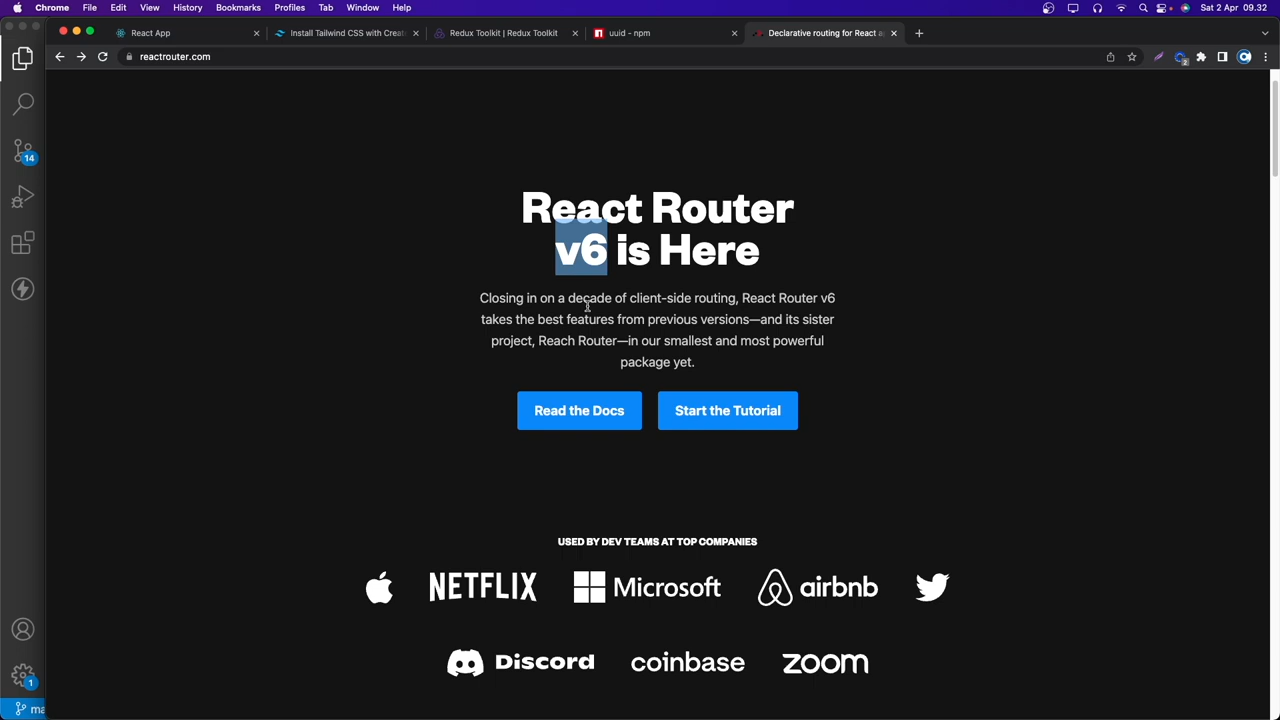 Chrome File Edit View History Bookmarks Profiles Tab Window Help Sat 2 Apr 09.32
React App Install Tailwind CSS with Create Redux Toolkit | Redux Toolkit uuid - npm Declarative routing for React a
reactrouter.com
2
14
React Router
v6 is Here
Closing in on a decade of client-side routing, React Router v6
takes the best features from previous versions—and its sister
project, Reach Router—in our smallest and most powerful
package yet.
Read the Docs Start the Tutorial
USED BY DEV TEAMS AT TOP COMPANIES
NETFLIX Microsoft airbnb
Discord coinbase zoom
1
ma